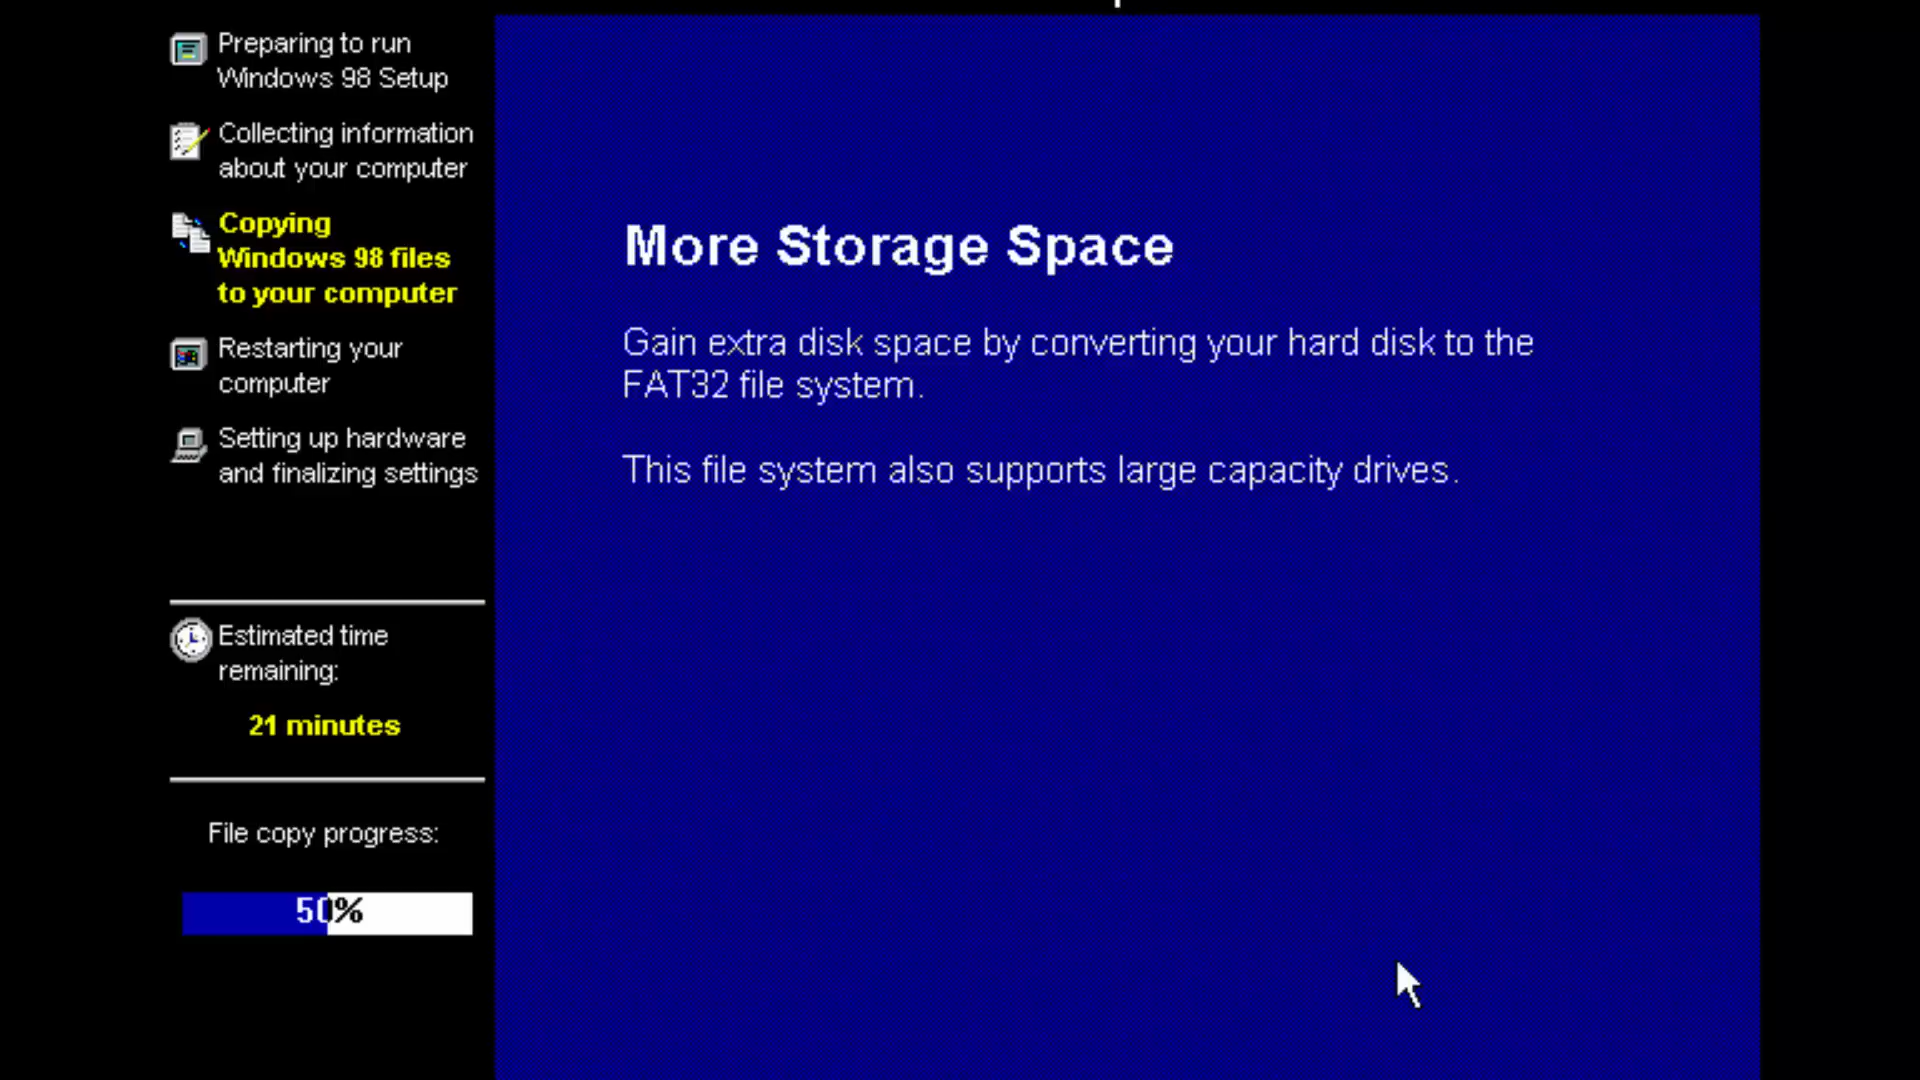 Preparing to run
Windows 98 Setup
Collecting information
about your computer
Copying
Windows 98 files
to your computer
Restarting your
computer
Setting up hardware
and finalizing settings
Estimated time
remaining:
21 minutes
File copy progress:
50%
More Storage Space
Gain extra disk space by converting your hard disk to the
FAT32 file system.
This file system also supports large capacity drives.